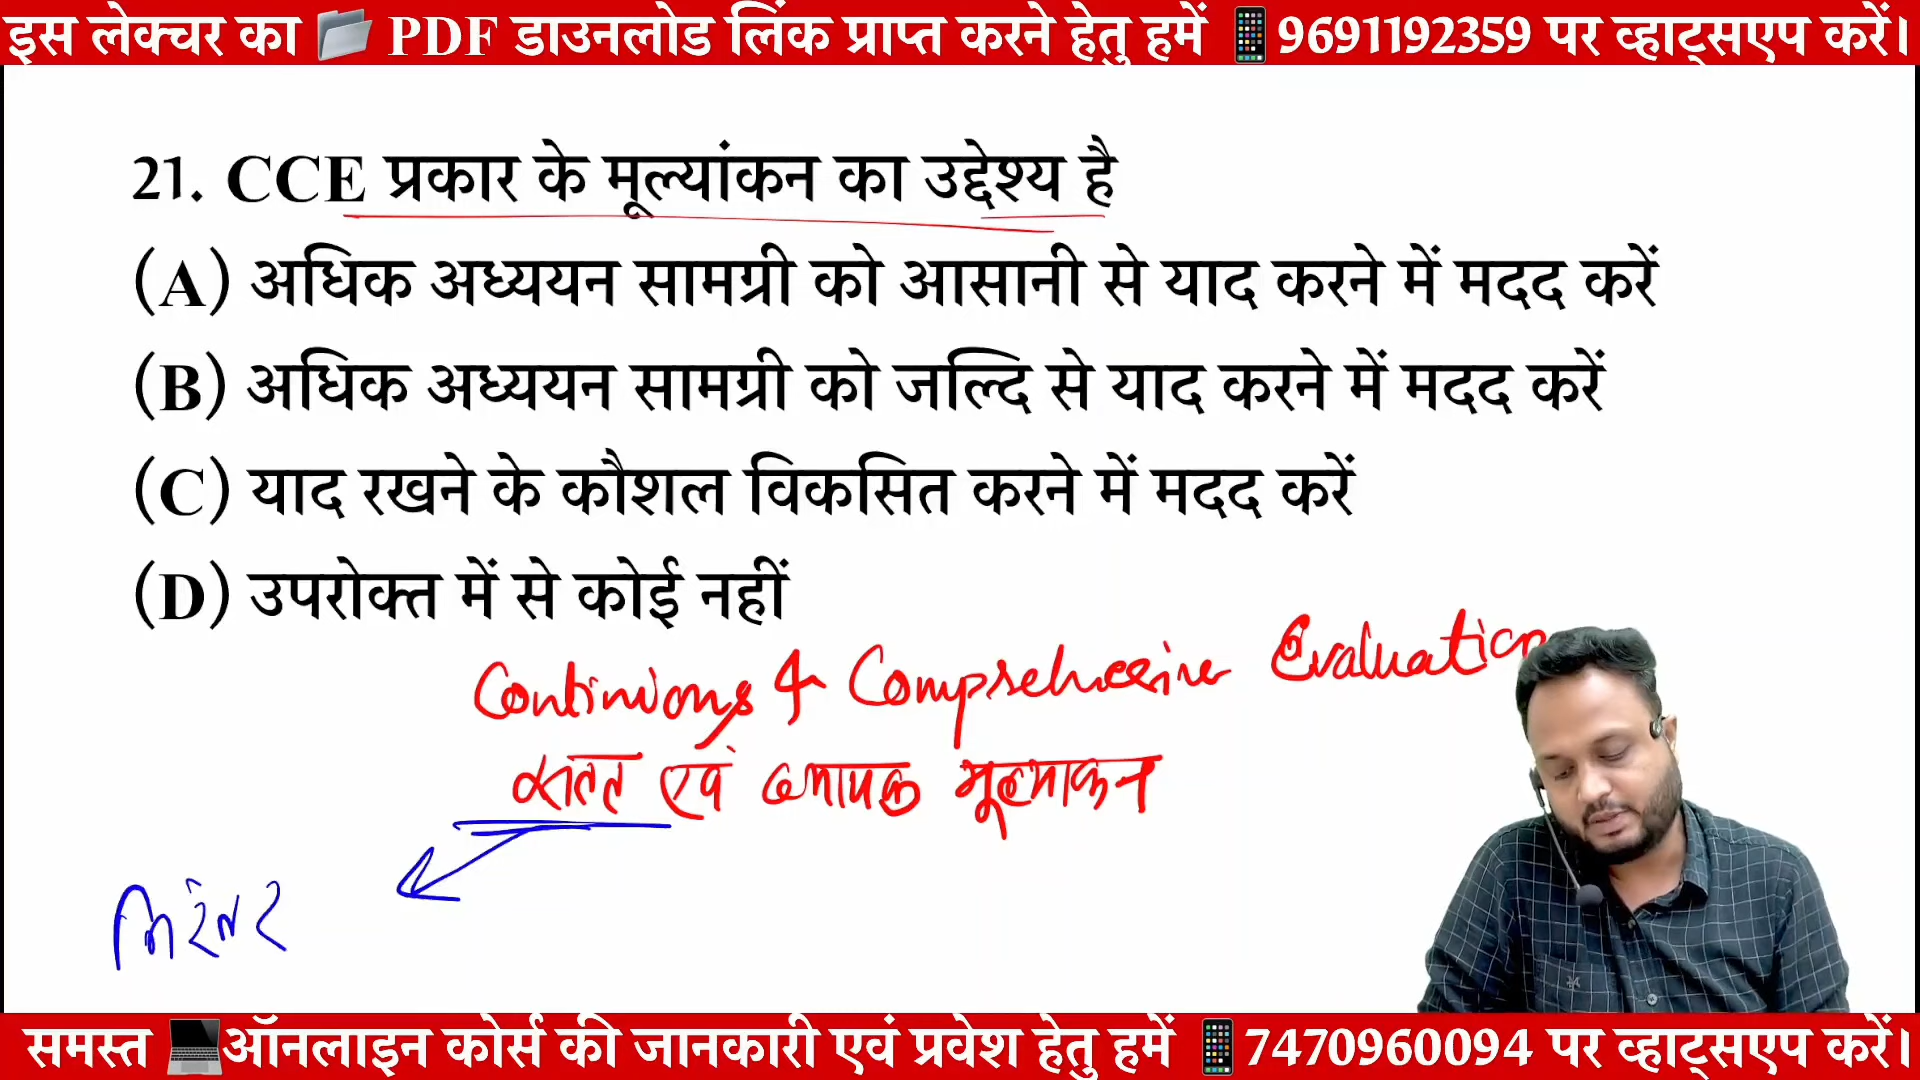 इस लेक्चर का PDF डाउनलोड लिंक प्राप्त करने हेतु हमें 9691192359 पर व्हाट्सएप करें।
21. CCE प्रकार के मूल्यांकन का उद्देश्य है
(A) अधिक अध्ययन सामग्री को आसानी से याद करने में मदद करें
(B) अधिक अध्ययन सामग्री को जल्दि से याद करने में मदद करें
(C) याद रखने के कौशल विकसित करने में मदद करें
(D) उपरोक्त में से कोई नहीं
Continuous & Comprehensive Evaluation
सतत एवं व्यापक मूल्यांकन
निरंतर
समस्त ऑनलाइन कोर्स की जानकारी एवं प्रवेश हेतु हमें 7470960094 पर व्हाट्सएप करें।